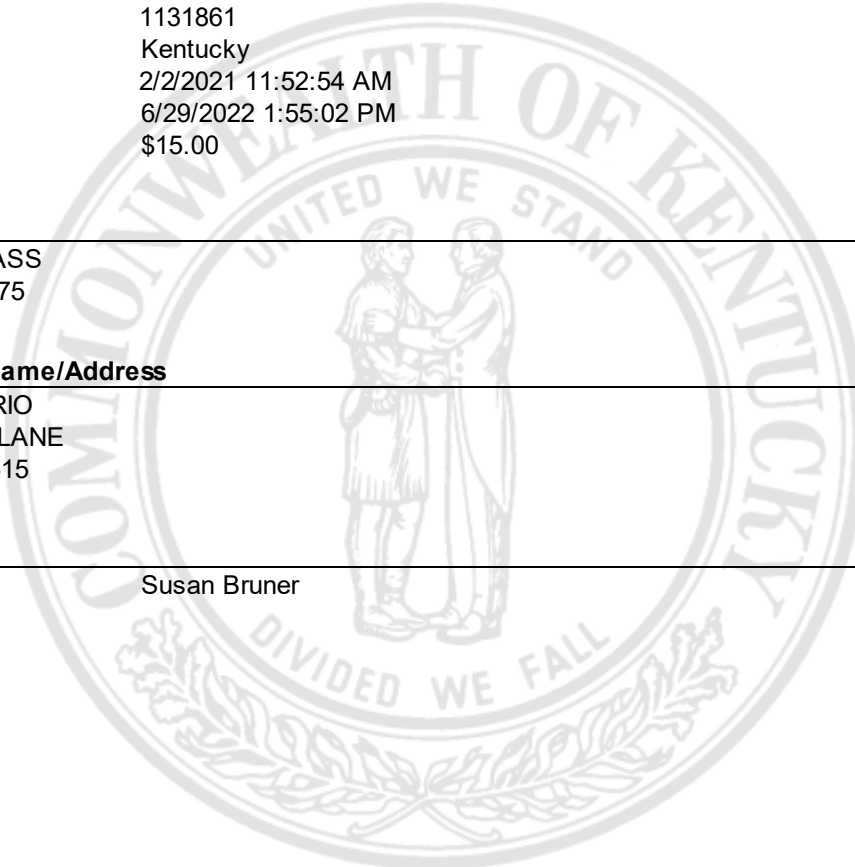 1131861
Kentucky
2/2/2021 11:52:54 AM
6/29/2022 1:55:02 PM
$15.00
ASS
75
ame/Address
RIO
LANE
15
Susan Bruner
COMMONWEALTH OF KENTUCKY
UNITED WE STAND
DIVIDED WE FALL